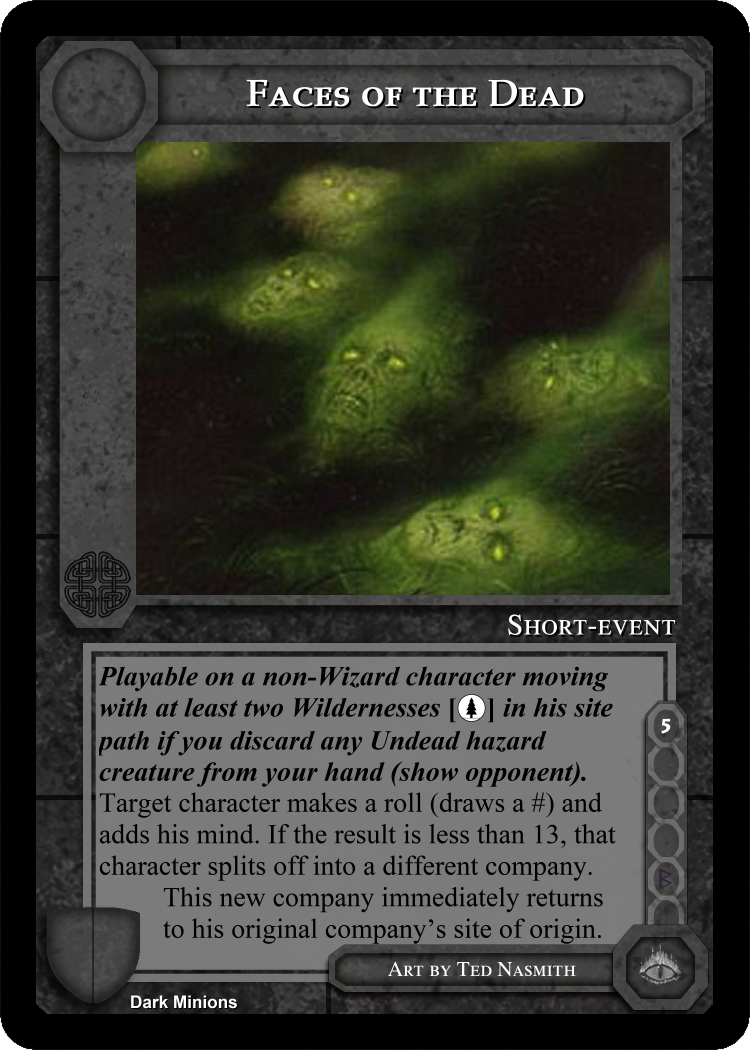 Faces of the Dead
Short-event
Playable on a non-Wizard character moving
with at least two Wildernesses [ ] in his site
path if you discard any Undead hazard
creature from your hand (show opponent).
Target character makes a roll (draws a #) and
adds his mind. If the result is less than 13, that
character splits off into a different company.
This new company immediately returns
to his original company’s site of origin.
5
B
Art by Ted Nasmith
Dark Minions